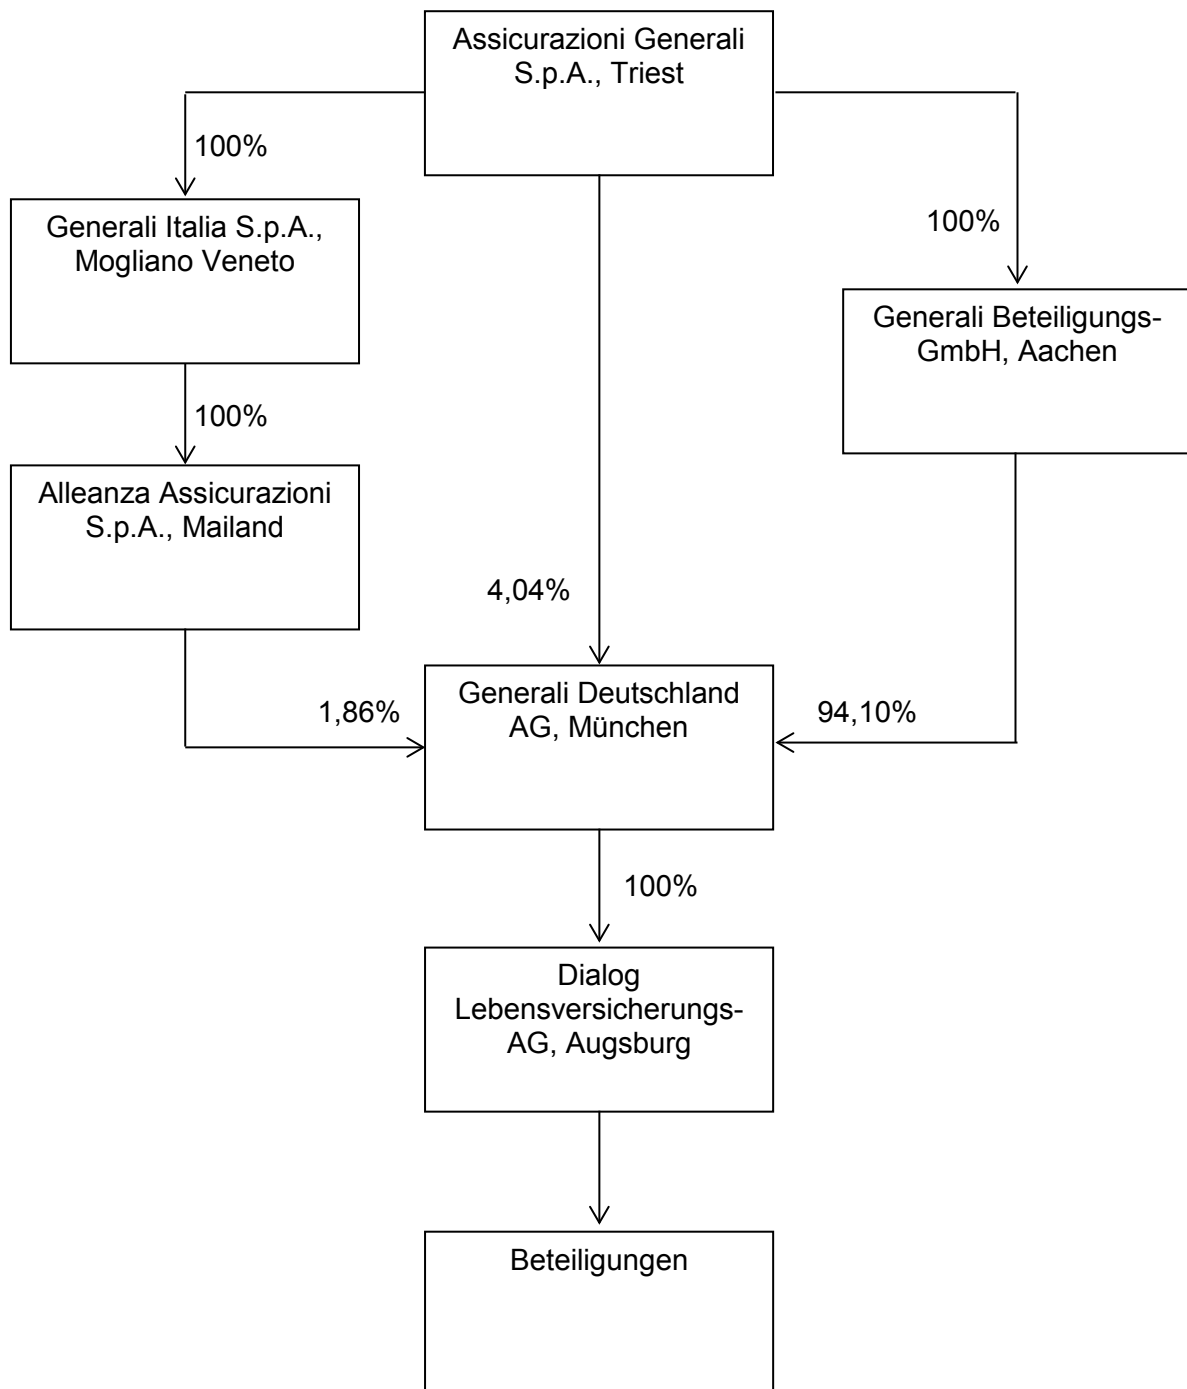 Assicurazioni Generali
S.p.A., Triest
100%
Generali Italia S.p.A.,
Mogliano Veneto
100%
Generali Beteiligungs-
GmbH, Aachen
100%
Alleanza Assicurazioni
S.p.A., Mailand
4,04%
Generali Deutschland
AG, München
1,86%
94,10%
100%
Dialog
Lebensversicherungs-
AG, Augsburg
Beteiligungen